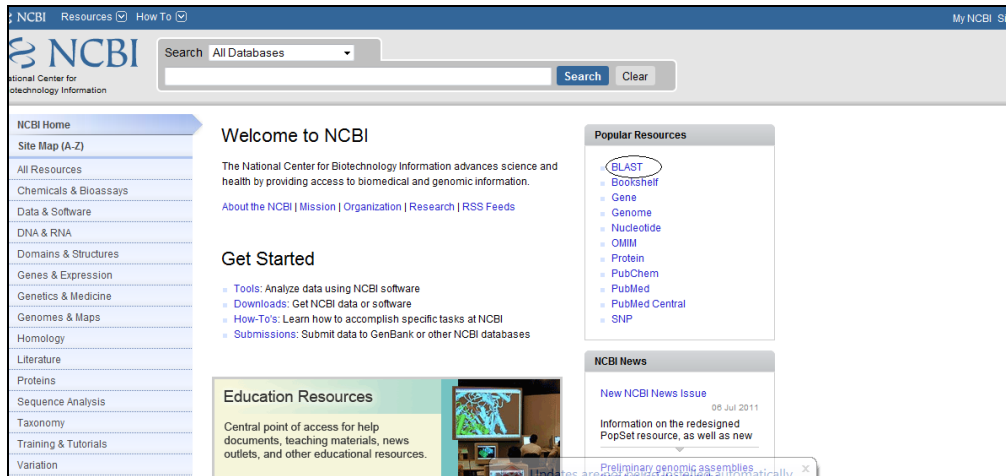 NCBI Resources How To My NCBI
NCBI
Search All Databases
Search Clear
National Center for
Biotechnology Information
NCBI Home
Site Map (A-Z)
All Resources
Chemicals & Bioassays
Data & Software
DNA & RNA
Domains & Structures
Genes & Expression
Genetics & Medicine
Genomes & Maps
Homology
Literature
Proteins
Sequence Analysis
Taxonomy
Training & Tutorials
Variation
Welcome to NCBI
The National Center for Biotechnology Information advances science and
health by providing access to biomedical and genomic information.
About the NCBI | Mission | Organization | Research | RSS Feeds
Get Started
Tools: Analyze data using NCBI software
Downloads: Get NCBI data or software
How-To's: Learn how to accomplish specific tasks at NCBI
Submissions: Submit data to GenBank or other NCBI databases
Education Resources
Central point of access for help
documents, teaching materials, news
outlets, and other educational resources.
Popular Resources
BLAST
Bookshelf
Gene
Genome
Nucleotide
OMIM
Protein
PubChem
PubMed
PubMed Central
SNP
NCBI News
New NCBI News Issue
06 Jul 2011
Information on the redesigned
PopSet resource, as well as new
Preliminary genomic assemblies
Updates are not being installed automatically